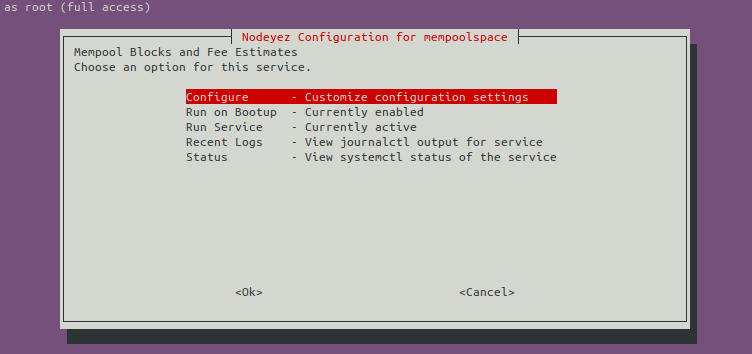 as root (full access)
Nodeyez Configuration for mempoolspace
Mempool Blocks and Fee Estimates
Choose an option for this service.
Configure - Customize configuration settings
Run on Bootup - Currently enabled
Run Service - Currently active
Recent Logs - View journalctl output for service
Status - View systemctl status of the service
<Ok> <Cancel>